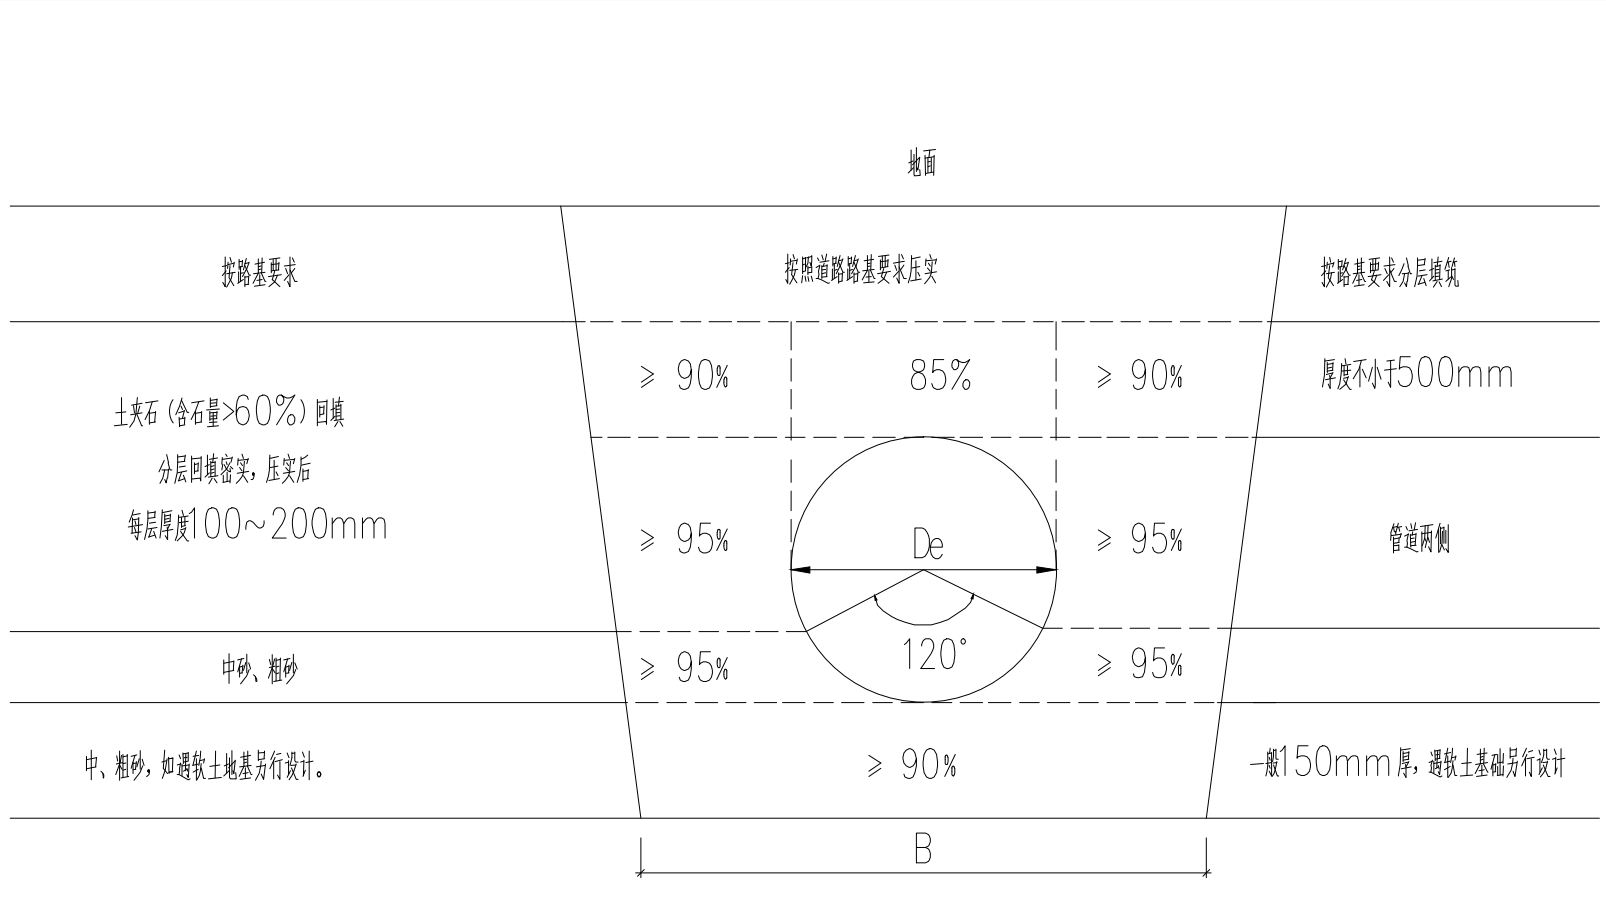 地面
按路基要求
按照道路路基要求压实
按路基要求分层填筑
≥ 90%
85%
≥ 90%
厚度不小于500mm
土夹石(含石量>60%)回填
分层回填密实，压实后
每层厚度100~200mm
≥ 95%
De
≥ 95%
管道两侧
中砂、粗砂
≥ 95%
120°
≥ 95%
中、粗砂，如遇软土地基另行设计。
≥ 90%
一般150mm厚，遇软土基础另行设计
B